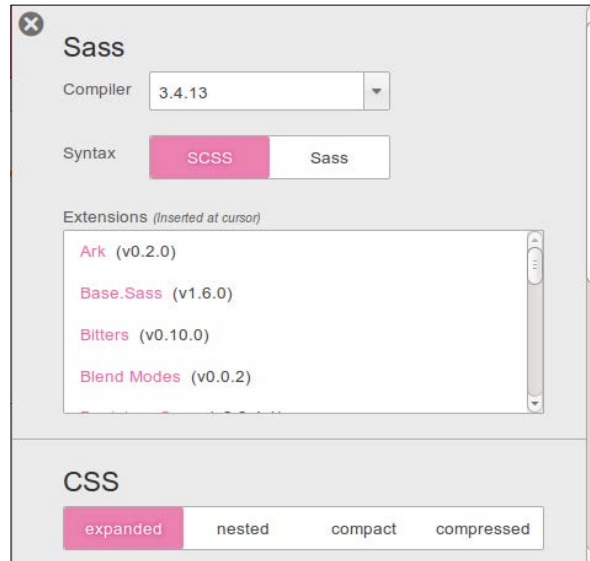 Sass
Compiler 3.4.13
Syntax SCSS Sass
Extensions (Inserted at cursor)
Ark (v0.2.0)
Base.Sass (v1.6.0)
Bitters (v0.10.0)
Blend Modes (v0.0.2)
CSS
expanded nested compact compressed